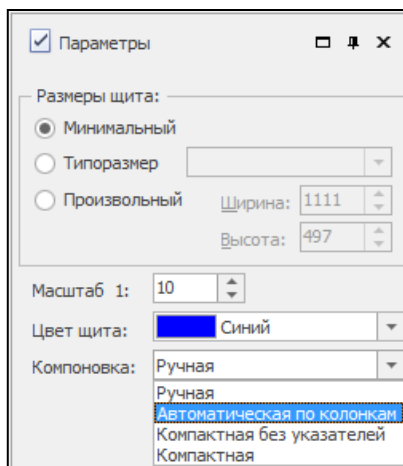 Параметры
Размеры щита:
Минимальный
Типоразмер
Произвольный Ширина: 1111
Высота: 497
Масштаб 1: 10
Цвет щита: Синий
Компоновка: Ручная
Ручная
Автоматическая по колонкам
Компактная без указателей
Компактная